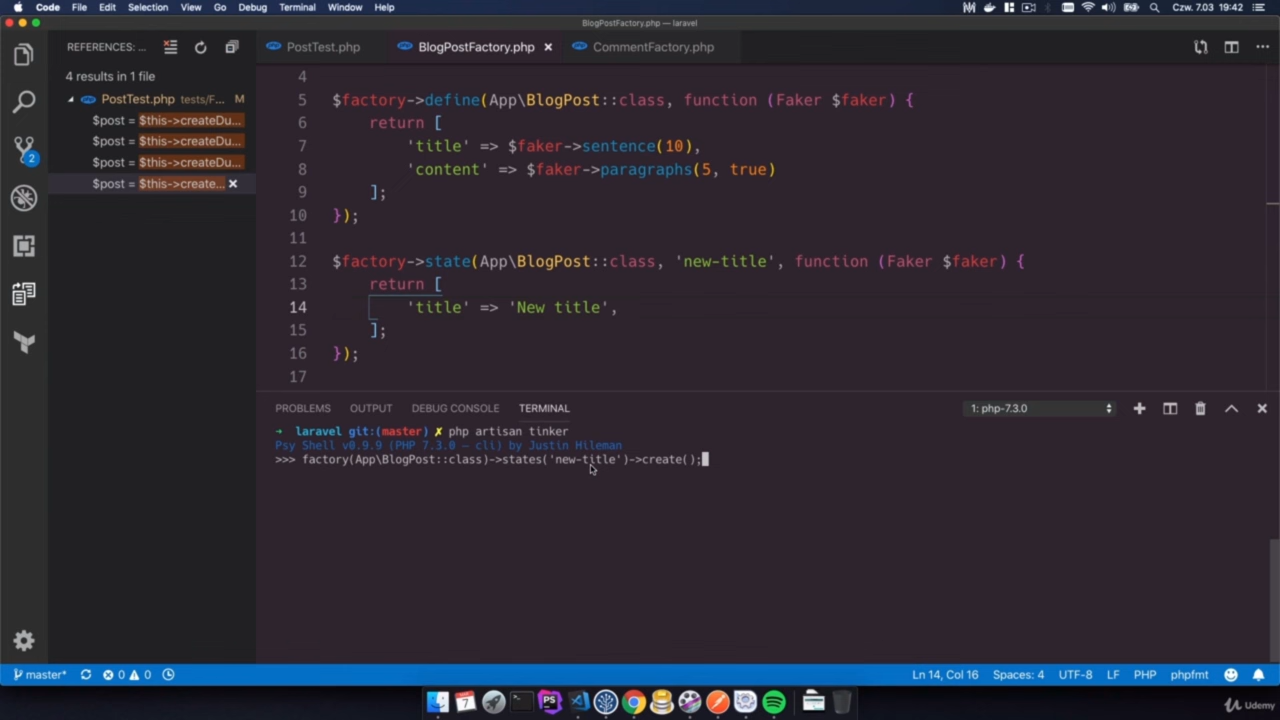 Code File Edit Selection View Go Debug Terminal Window Help Czw. 7.03 19:42
BlogPostFactory.php — laravel
REFERENCES: ...
PostTest.php BlogPostFactory.php CommentFactory.php
4 results in 1 file
PostTest.php tests/F... M
$post = $this->createDu...
$post = $this->createDu...
$post = $this->createDu...
$post = $this->create...
4
5 $factory->define(App\BlogPost::class, function (Faker $faker) {
6 return [
7 'title' => $faker->sentence(10),
8 'content' => $faker->paragraphs(5, true)
9 ];
10 });
11
12 $factory->state(App\BlogPost::class, 'new-title', function (Faker $faker) {
13 return [
14 'title' => 'New title',
15 ];
16 });
17
PROBLEMS OUTPUT DEBUG CONSOLE TERMINAL 1: php-7.3.0
➜ laravel git:(master) ✗ php artisan tinker
Psy Shell v0.9.9 (PHP 7.3.0 — cli) by Justin Hileman
>>> factory(App\BlogPost::class)->states('new-title')->create();
2
master* 0 0 Ln 14, Col 16 Spaces: 4 UTF-8 LF PHP phpfmt
7 PS
Udemy